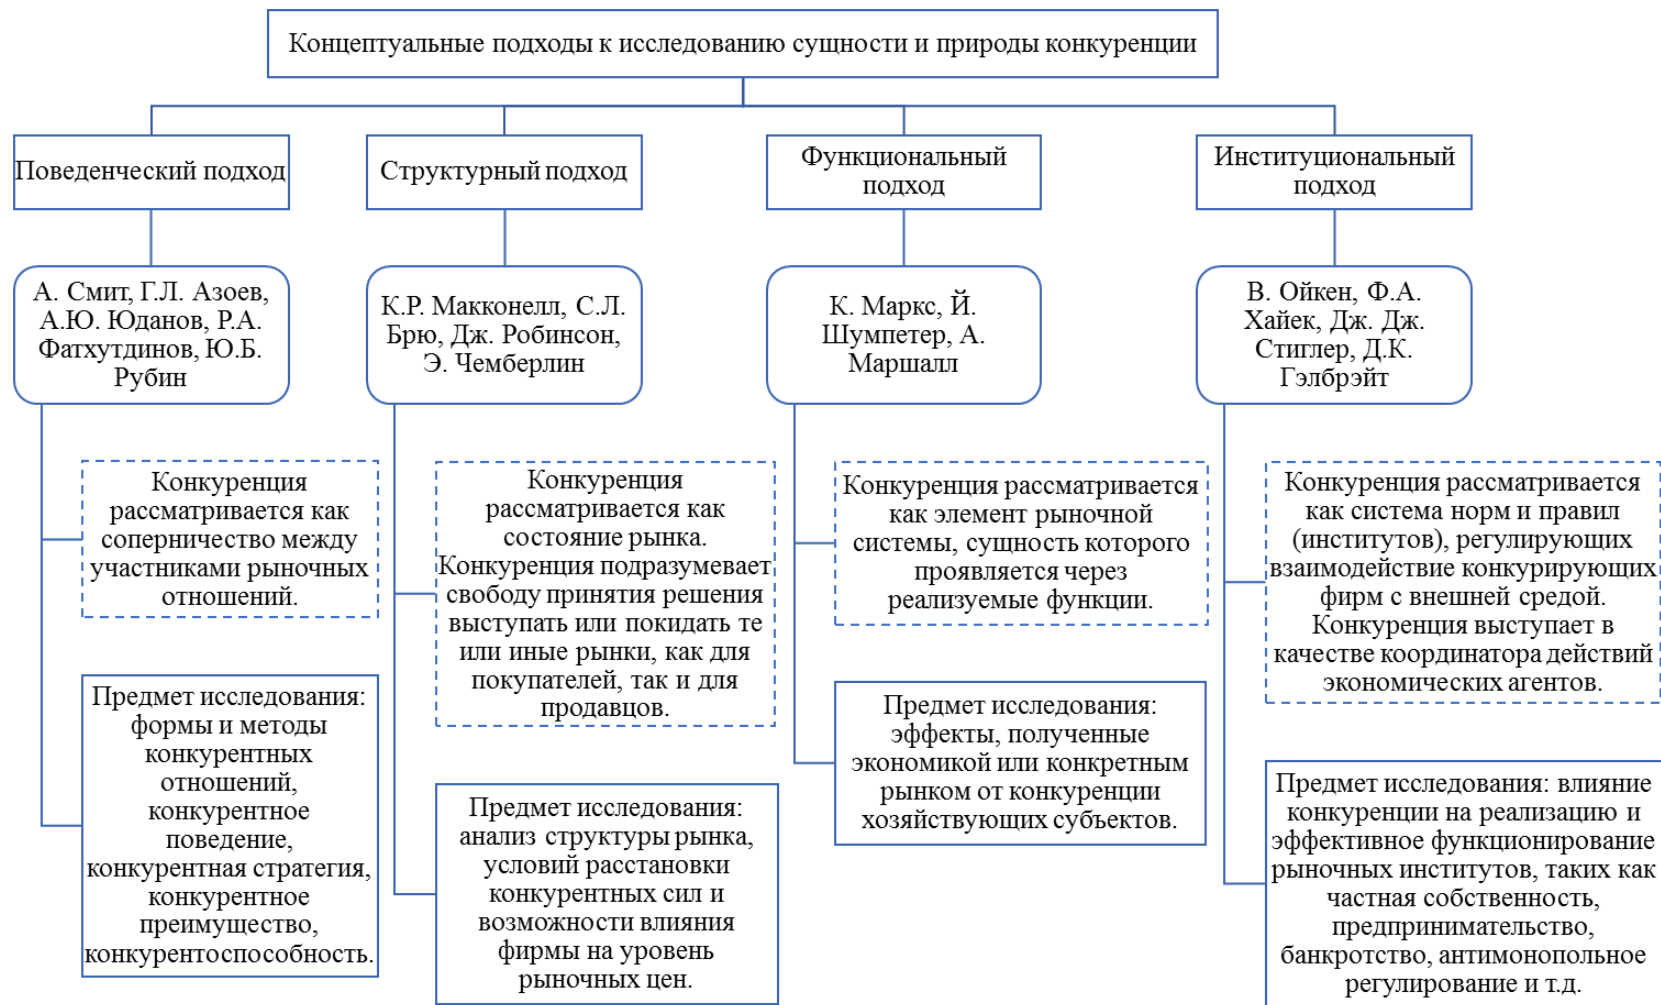 Концептуальные подходы к исследованию сущности и природы конкуренции
Поведенческий подход
Структурный подход
Функциональный
подход
Институциональный
подход
А. Смит, Г.Л. Азоев,
А.Ю. Юданов, Р.А.
Фатхутдинов, Ю.Б.
Рубин
К.Р. Макконелл, С.Л.
Брю, Дж. Робинсон,
Э. Чемберлин
К. Маркс, Й.
Шумпетер, А.
Маршалл
В. Ойкен, Ф.А.
Хайек, Дж. Дж.
Стиглер, Д.К.
Гэлбрэйт
Конкуренция
рассматривается как
соперничество между
участниками рыночных
отношений.
Конкуренция
рассматривается как
состояние рынка.
Конкуренция подразумевает
свободу принятия решения
выступать или покидать те
или иные рынки, как для
покупателей, так и для
продавцов.
Конкуренция рассматривается
как элемент рыночной
системы, сущность которого
проявляется через
реализуемые функции.
Конкуренция рассматривается
как система норм и правил
(институтов), регулирующих
взаимодействие конкурирующих
фирм с внешней средой.
Конкуренция выступает в
качестве координатора действий
экономических агентов.
Предмет исследования:
формы и методы
конкурентных
отношений,
конкурентное
поведение,
конкурентная стратегия,
конкурентное
преимущество,
конкурентоспособность.
Предмет исследования:
анализ структуры рынка,
условий расстановки
конкурентных сил и
возможности влияния
фирмы на уровень
рыночных цен.
Предмет исследования:
эффекты, полученные
экономикой или конкретным
рынком от конкуренции
хозяйствующих субъектов.
Предмет исследования: влияние
конкуренции на реализацию и
эффективное функционирование
рыночных институтов, таких как
частная собственность,
предпринимательство,
банкротство, антимонопольное
регулирование и т.д.